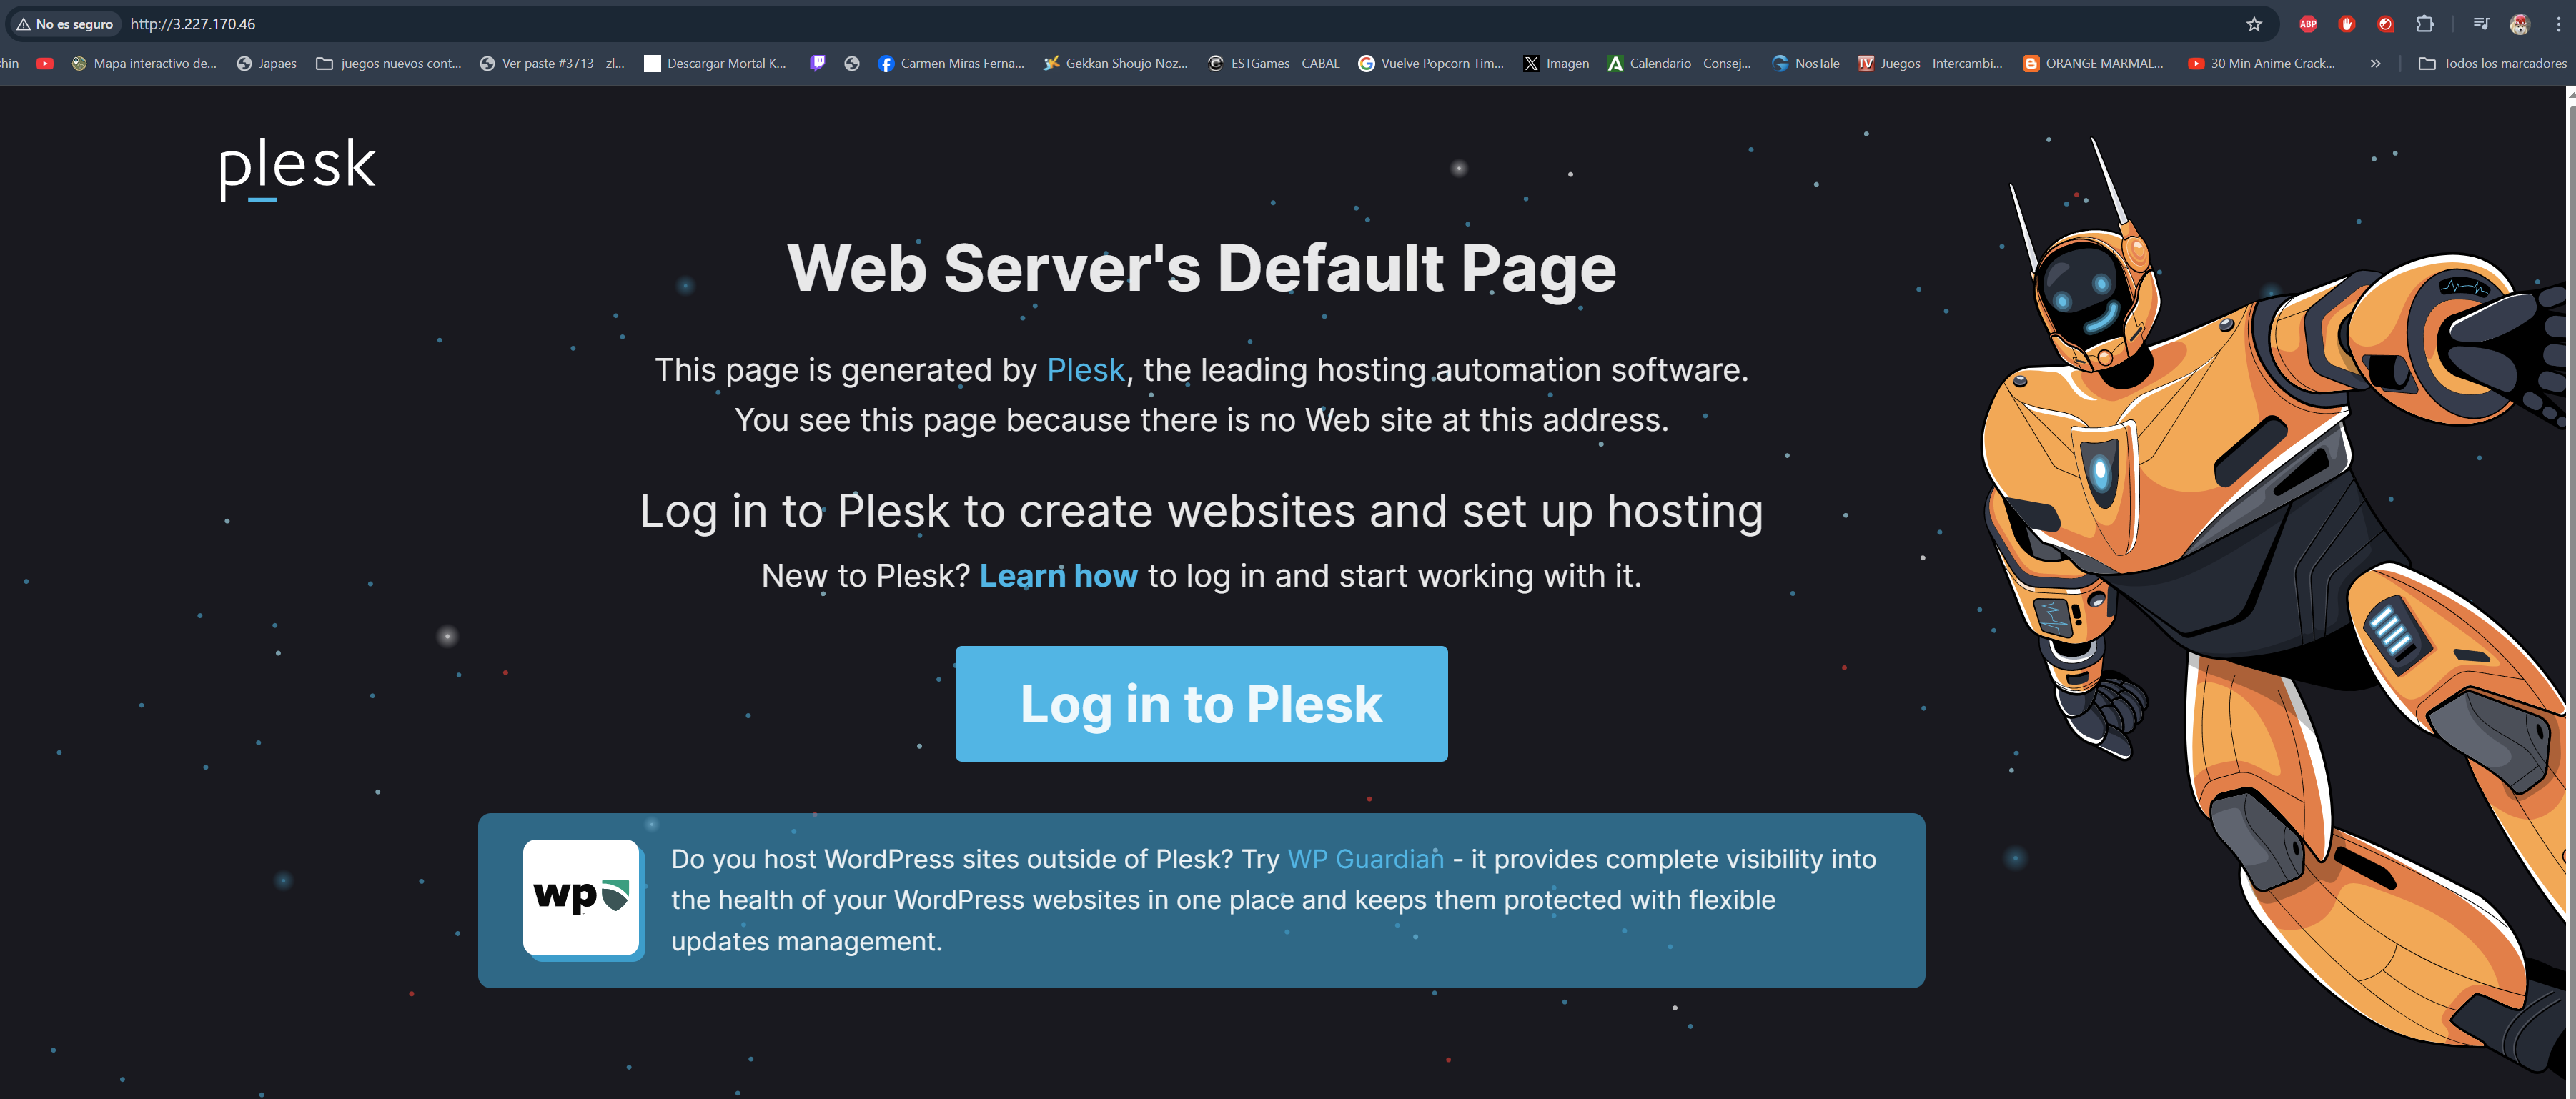 No es seguro
http://3.227.170.46
ABP
hin
Mapa interactivo de...
Japaes
juegos nuevos cont...
Ver paste #3713 - zl...
Descargar Mortal K...
Carmen Miras Ferna...
Gekkan Shoujo Noz...
ESTGames - CABAL
Vuelve Popcorn Tim...
Imagen
Calendario - Consej...
NosTale
Juegos - Intercambi...
ORANGE MARMAL...
30 Min Anime Crack...
»
Todos los marcadores
plesk
Web Server's Default Page
This page is generated by Plesk, the leading hosting automation software.
You see this page because there is no Web site at this address.
Log in to Plesk to create websites and set up hosting
New to Plesk? Learn how to log in and start working with it.
Log in to Plesk
wp
Do you host WordPress sites outside of Plesk? Try WP Guardian - it provides complete visibility into
the health of your WordPress websites in one place and keeps them protected with flexible
updates management.